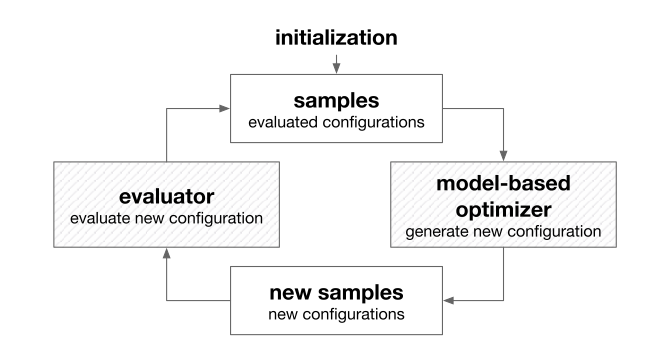 initialization
samples
evaluated configurations
evaluator
evaluate new configuration
model-based
optimizer
generate new configuration
new samples
new configurations